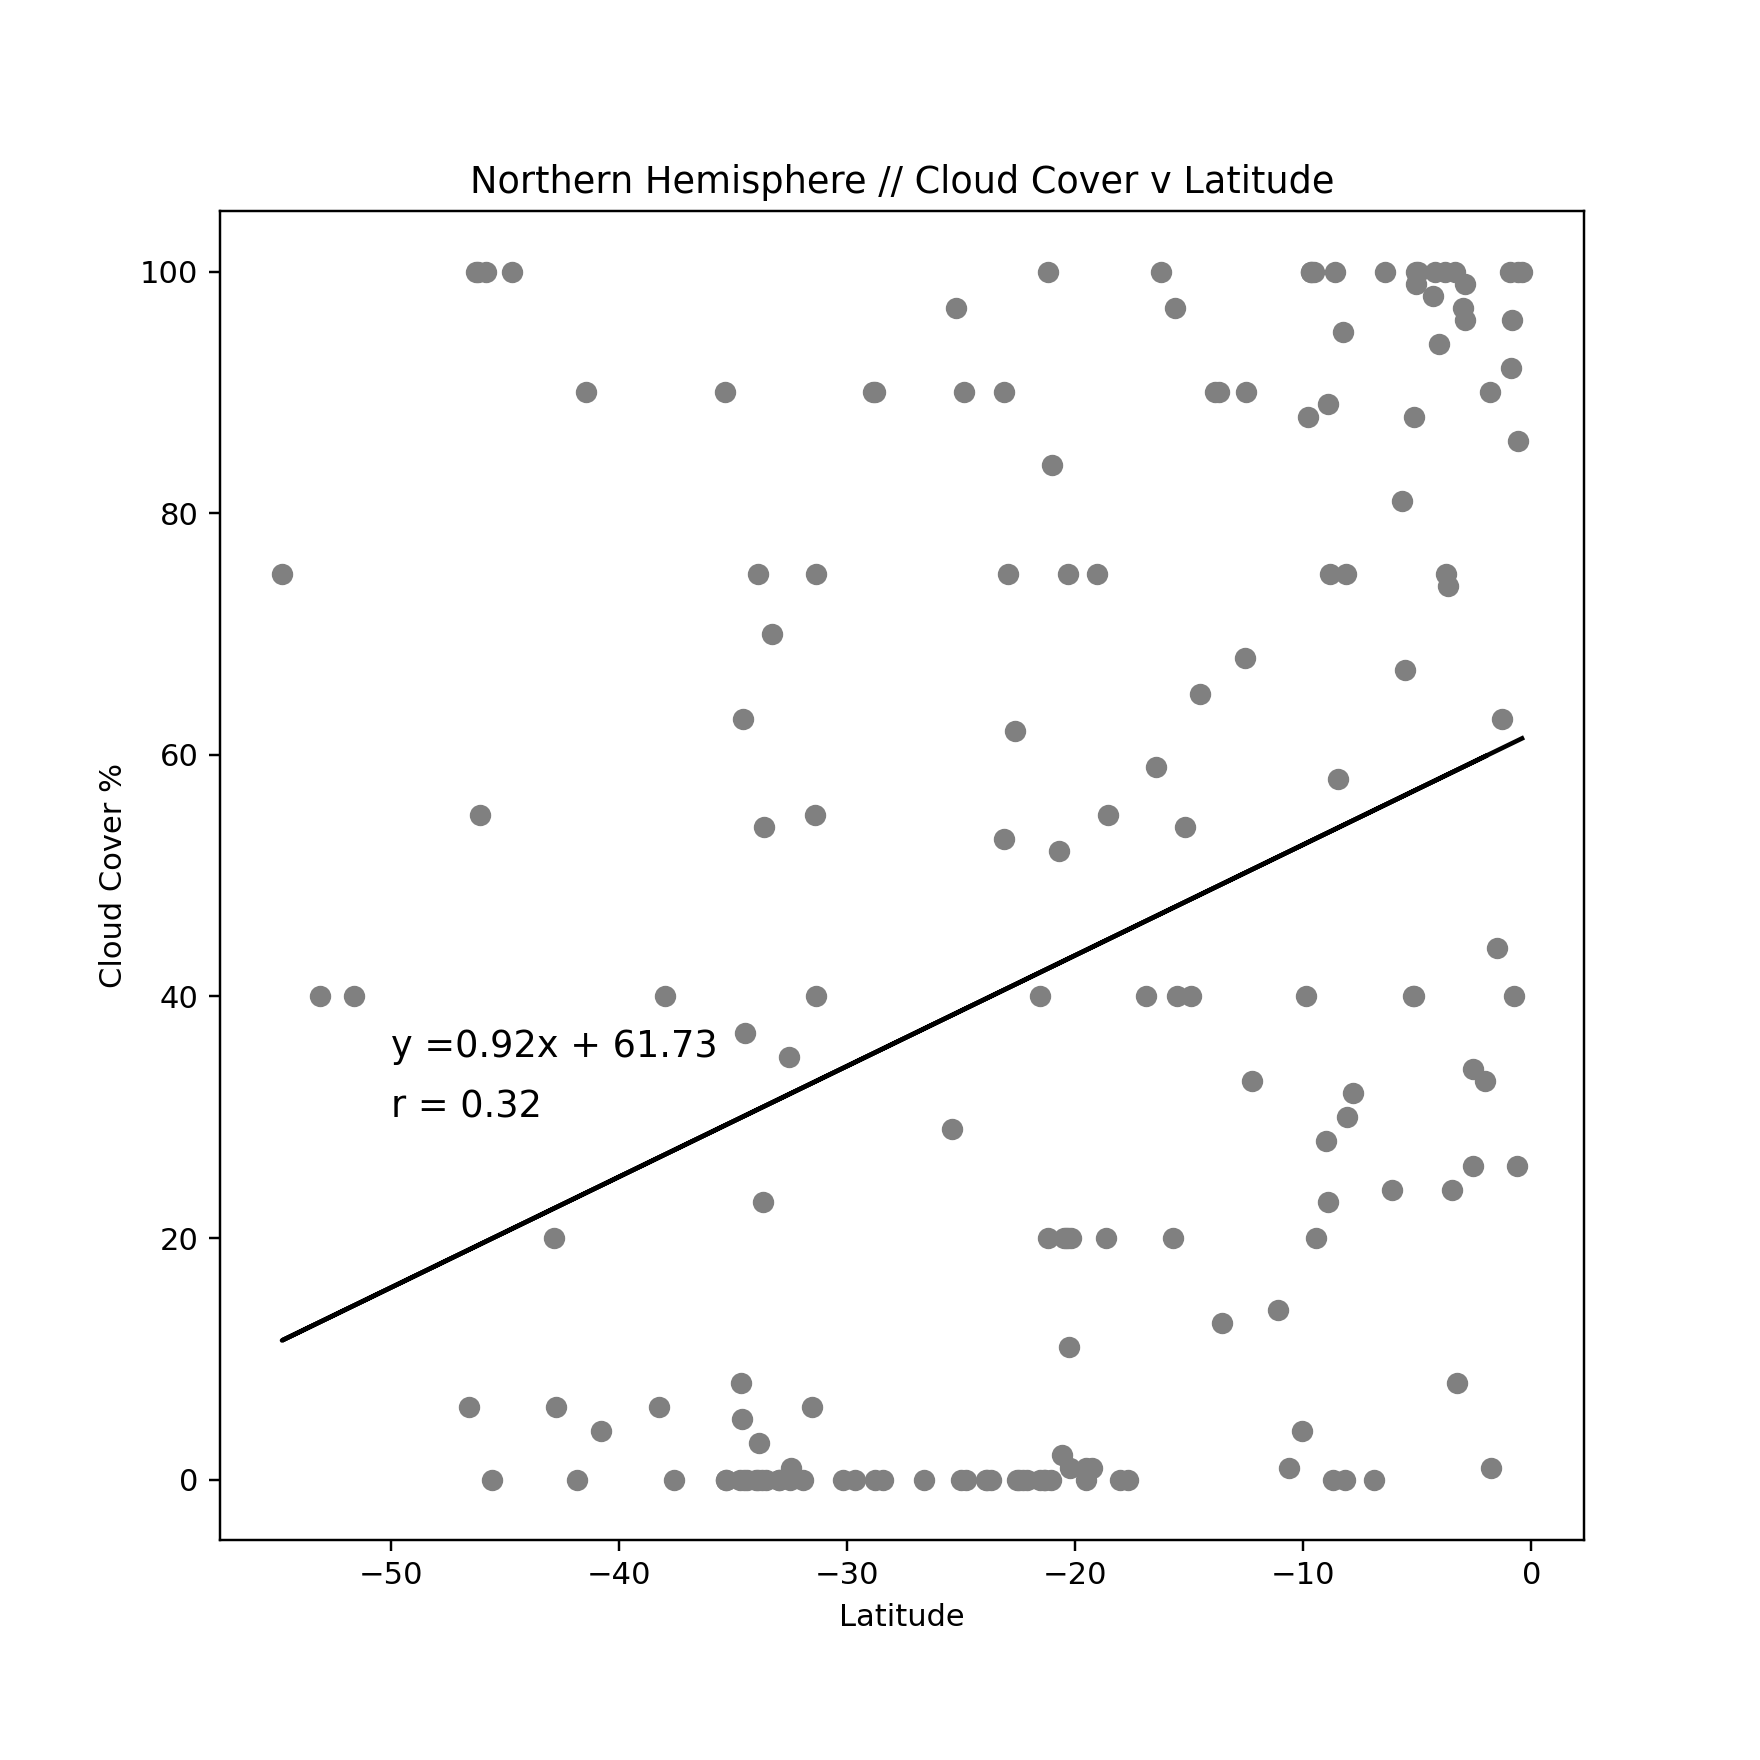 Northern Hemisphere // Cloud Cover v Latitude
100
80
60
40
20
0
Cloud Cover %
y =0.92x + 61.73
r = 0.32
−50 −40 −30 −20 −10 0
Latitude